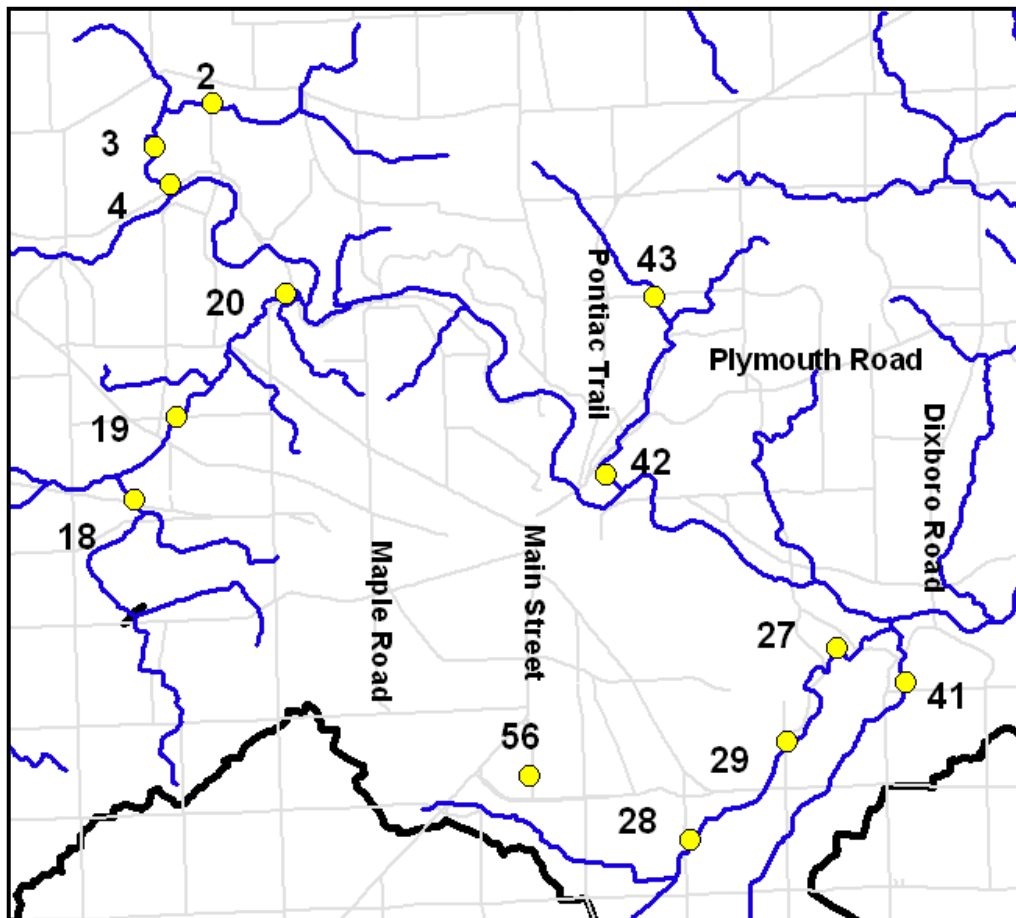 2
3
4
20
43
Pontiac Trail
Plymouth Road
19
42
Dixboro Road
18
Maple Road
Main Street
27
41
56
29
28